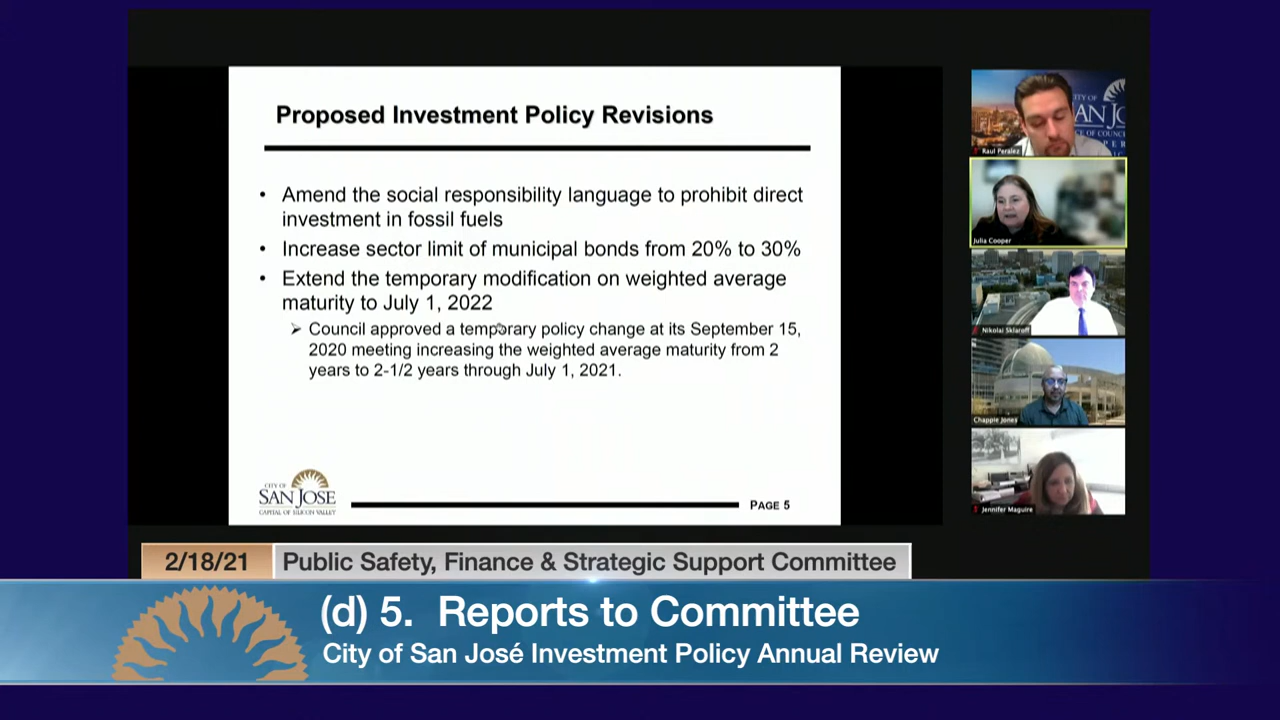 Proposed Investment Policy Revisions
• Amend the social responsibility language to prohibit direct
investment in fossil fuels
• Increase sector limit of municipal bonds from 20% to 30%
• Extend the temporary modification on weighted average
maturity to July 1, 2022
➢ Council approved a temporary policy change at its September 15,
2020 meeting increasing the weighted average maturity from 2
years to 2-1/2 years through July 1, 2021.
CITY OF
SAN JOSE
CAPITAL OF SILICON VALLEY
PAGE 5
CITY OF
SAN JO
Raul Peralez
Julia Cooper
Nikolai Sklaroff
Chappie Jones
Jennifer Maguire
2/18/21
Public Safety, Finance & Strategic Support Committee
(d) 5. Reports to Committee
City of San José Investment Policy Annual Review